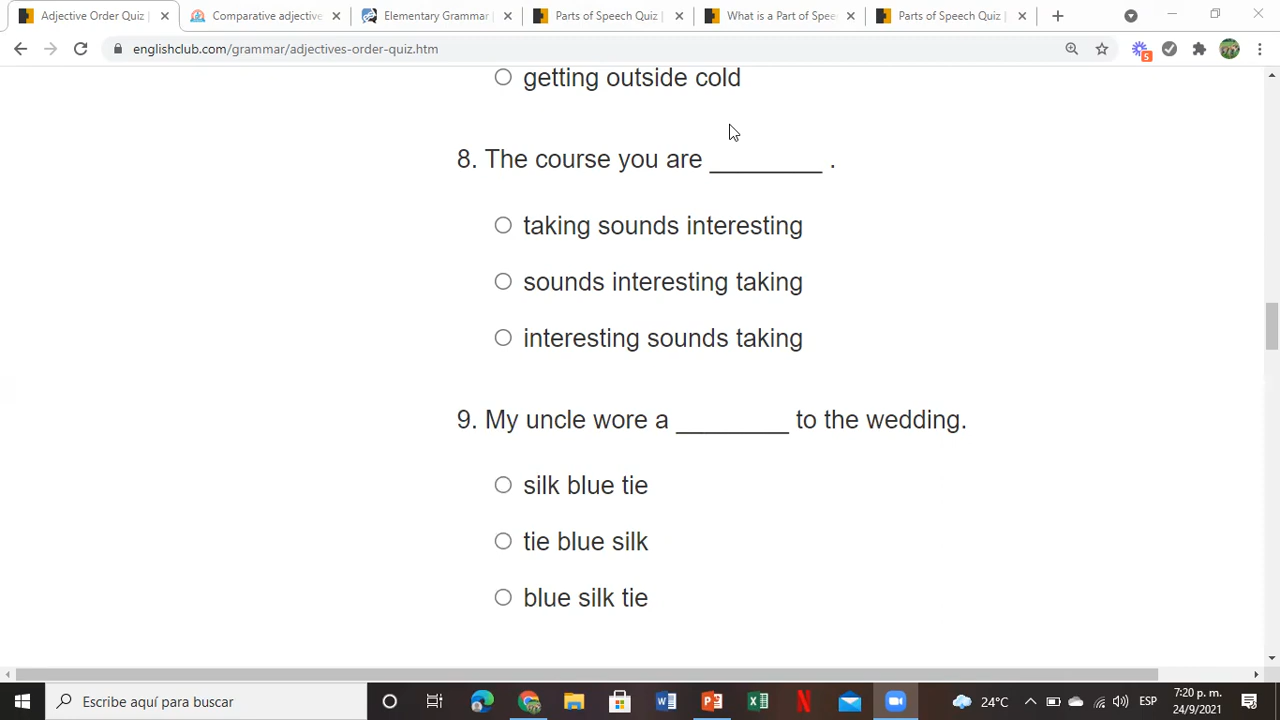 Adjective Order Quiz |
Comparative adjective
Elementary Grammar |
Parts of Speech Quiz |
What is a Part of Spee
Parts of Speech Quiz |
englishclub.com/grammar/adjectives-order-quiz.htm
5
getting outside cold
8. The course you are ________ .
taking sounds interesting
sounds interesting taking
interesting sounds taking
9. My uncle wore a ________ to the wedding.
silk blue tie
tie blue silk
blue silk tie
Escribe aquí para buscar
24°C
ESP
7:20 p. m.
24/9/2021